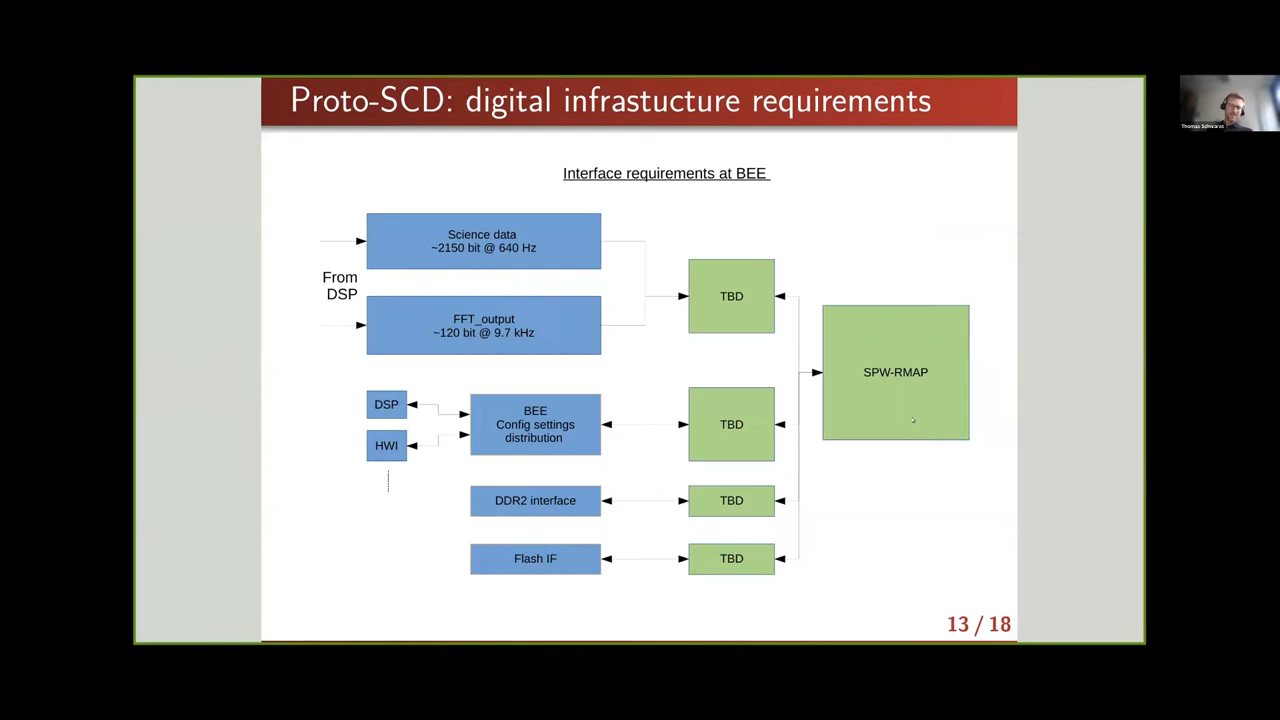 Proto-SCD: digital infrastucture requirements
Thomas Schwarze
Interface requirements at BEE
Science data
~2150 bit @ 640 Hz
From
DSP
TBD
FFT_output
~120 bit @ 9.7 kHz
SPW-RMAP
DSP
HWI
BEE
Config settings
distribution
TBD
DDR2 interface
TBD
Flash IF
TBD
13 / 18